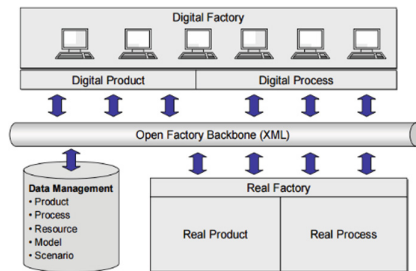 Digital Factory
Digital Product
Digital Process
Open Factory Backbone (XML)
Data Management
• Product
• Process
• Resource
• Model
• Scenario
Real Factory
Real Product
Real Process